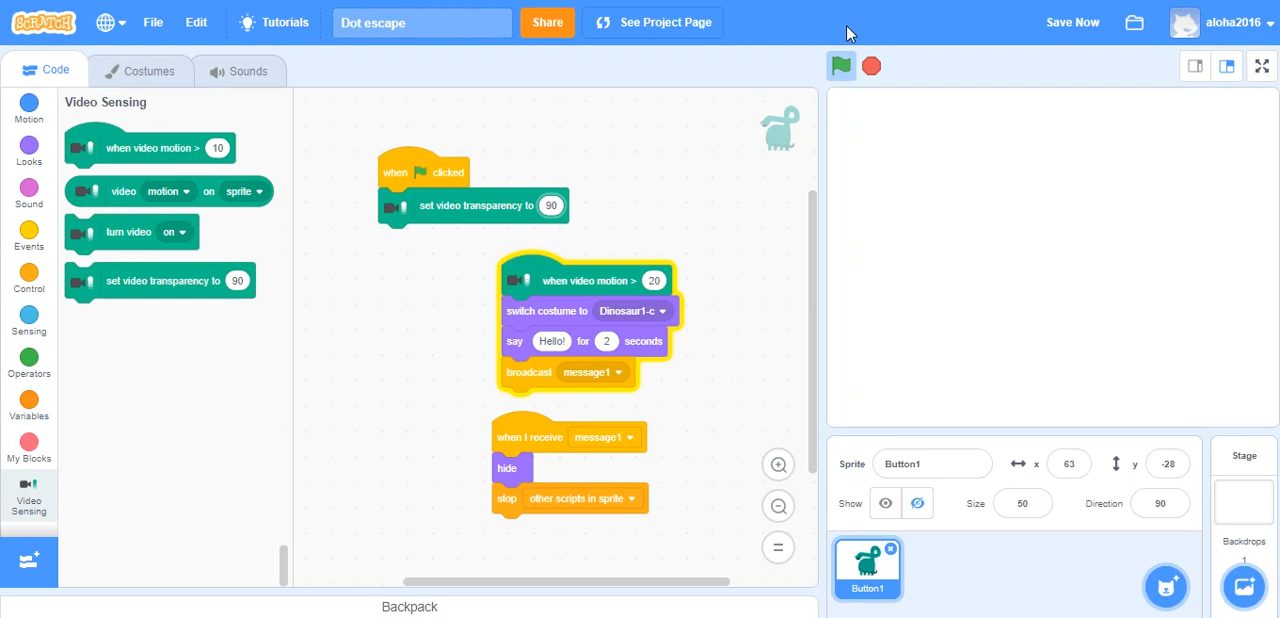 SCRATCH File Edit Tutorials Dot escape Share See Project Page Save Now aloha2016
Code Costumes Sounds
Motion
Looks
Sound
Events
Control
Sensing
Operators
Variables
My Blocks
Video
Sensing
Video Sensing
when video motion > 10
video motion on sprite
turn video on
set video transparency to 90
when clicked
set video transparency to 90
when video motion > 20
switch costume to Dinosaur1-c
say Hello! for 2 seconds
broadcast message1
when I receive message1
hide
stop other scripts in sprite
Backpack
Sprite Button1 x 63 y -28
Show Size 50 Direction 90
Button1
Stage
Backdrops
1